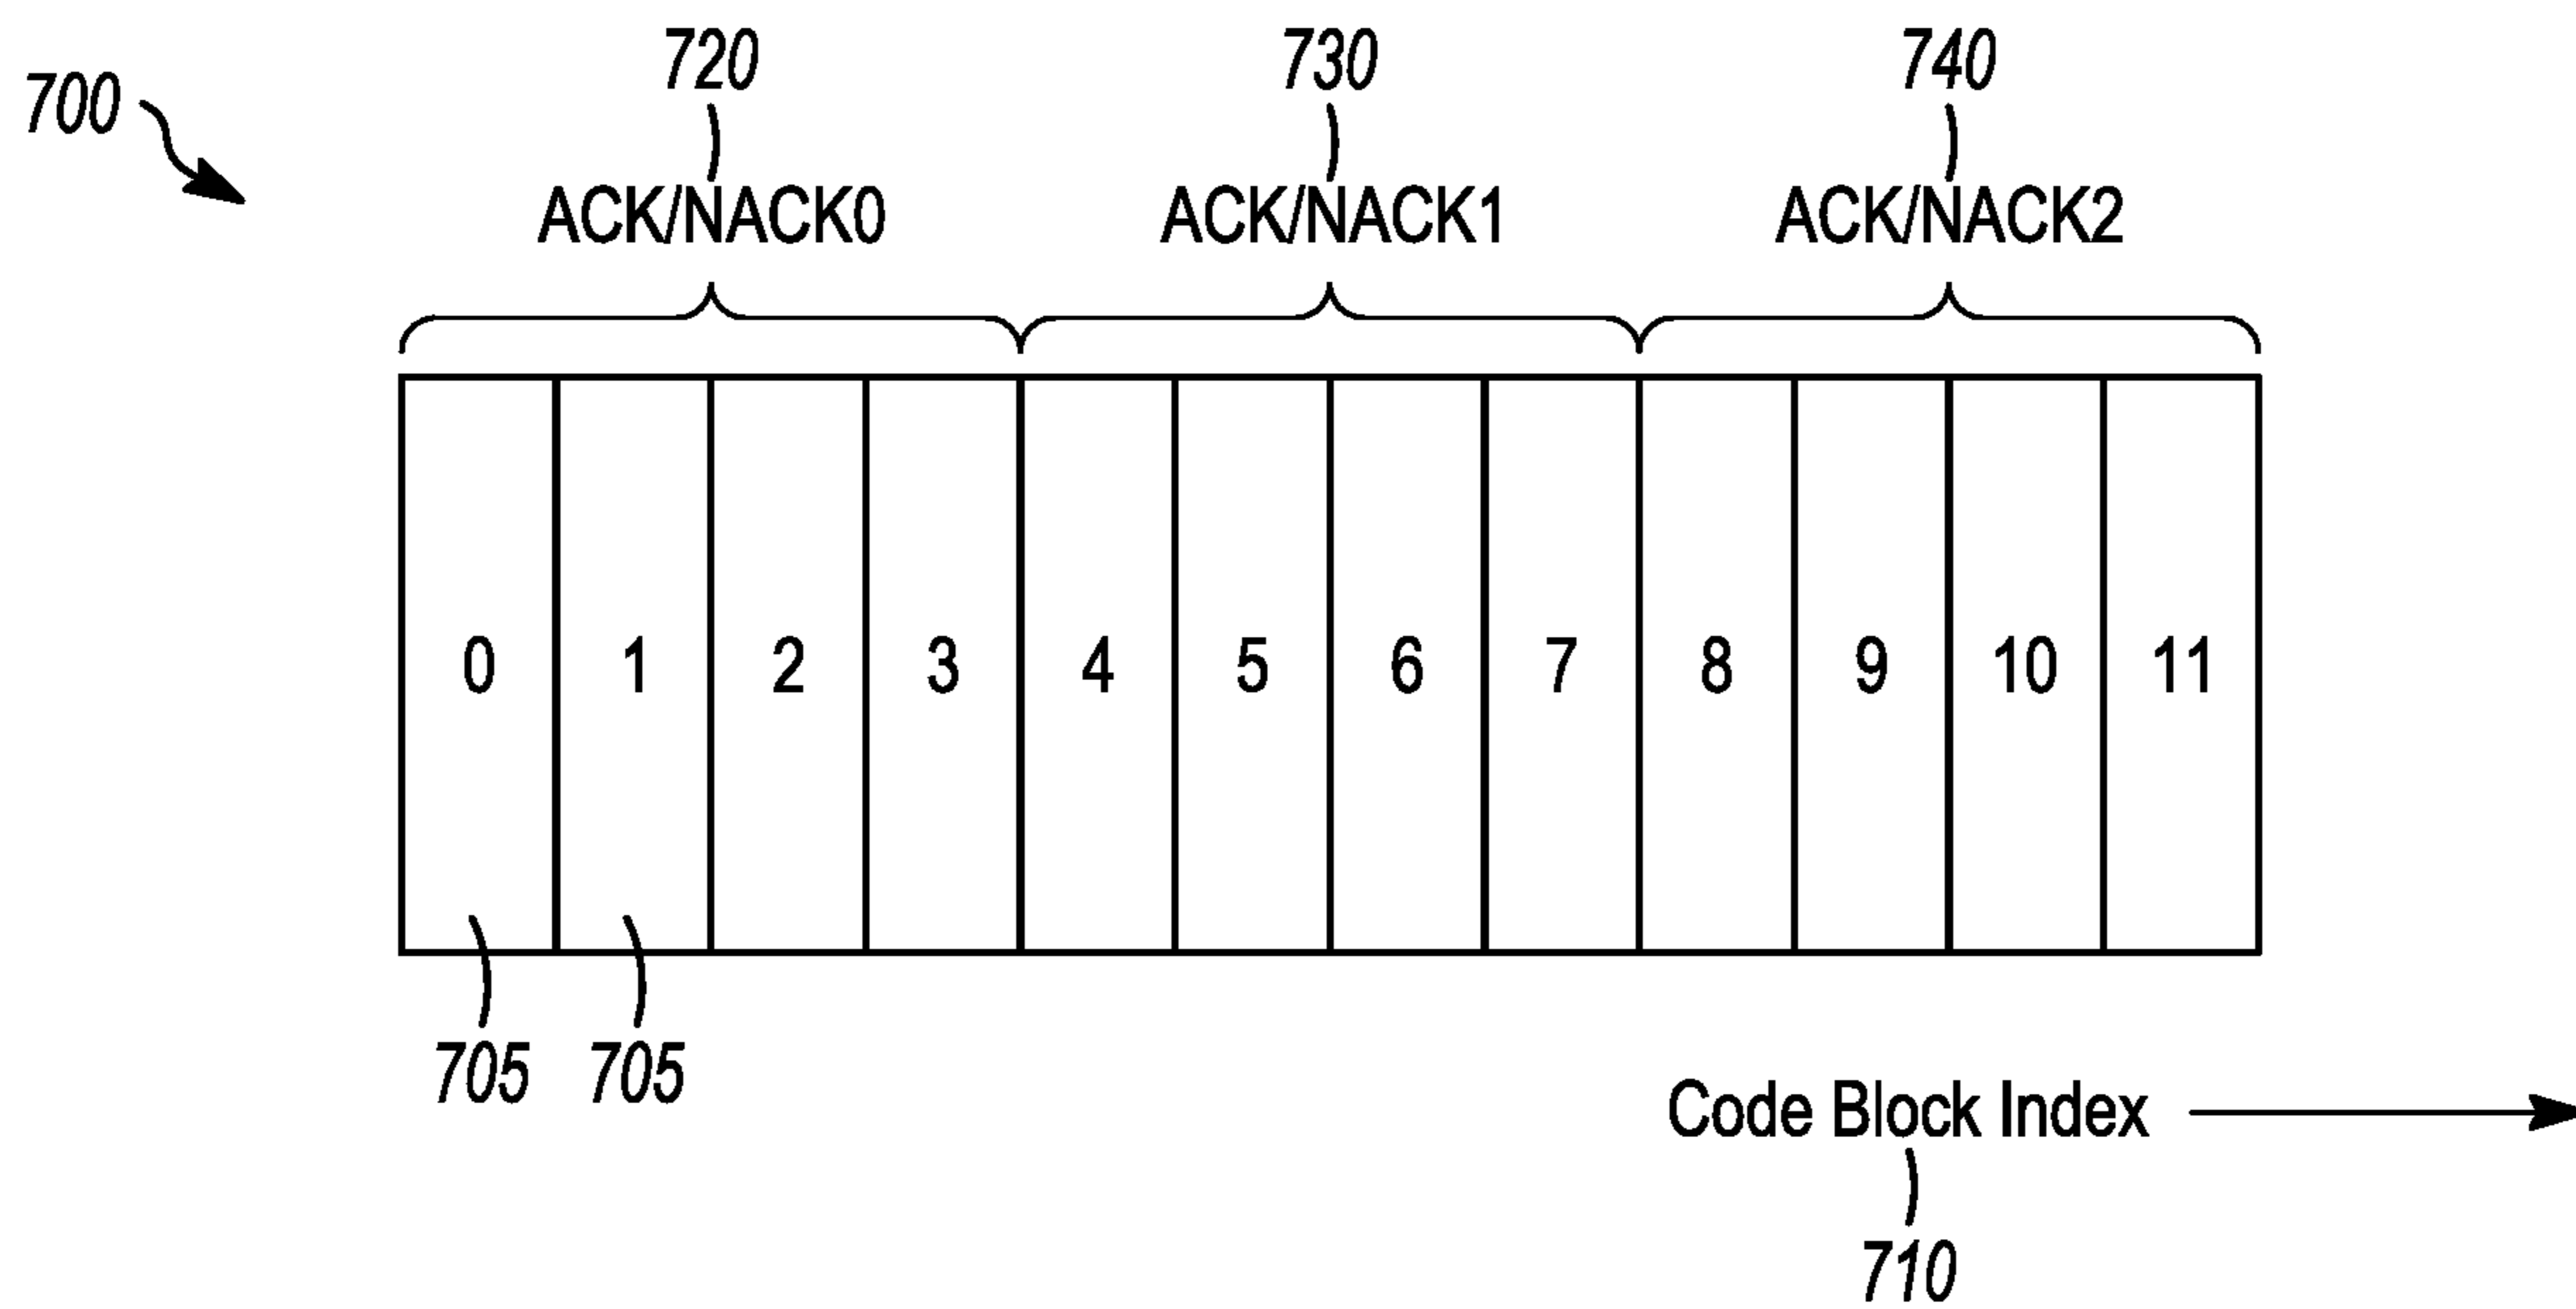 700
720 730 740
ACK/NACK0 ACK/NACK1 ACK/NACK2
0 1 2 3 4 5 6 7 8 9 10 11
705 705
Code Block Index
710